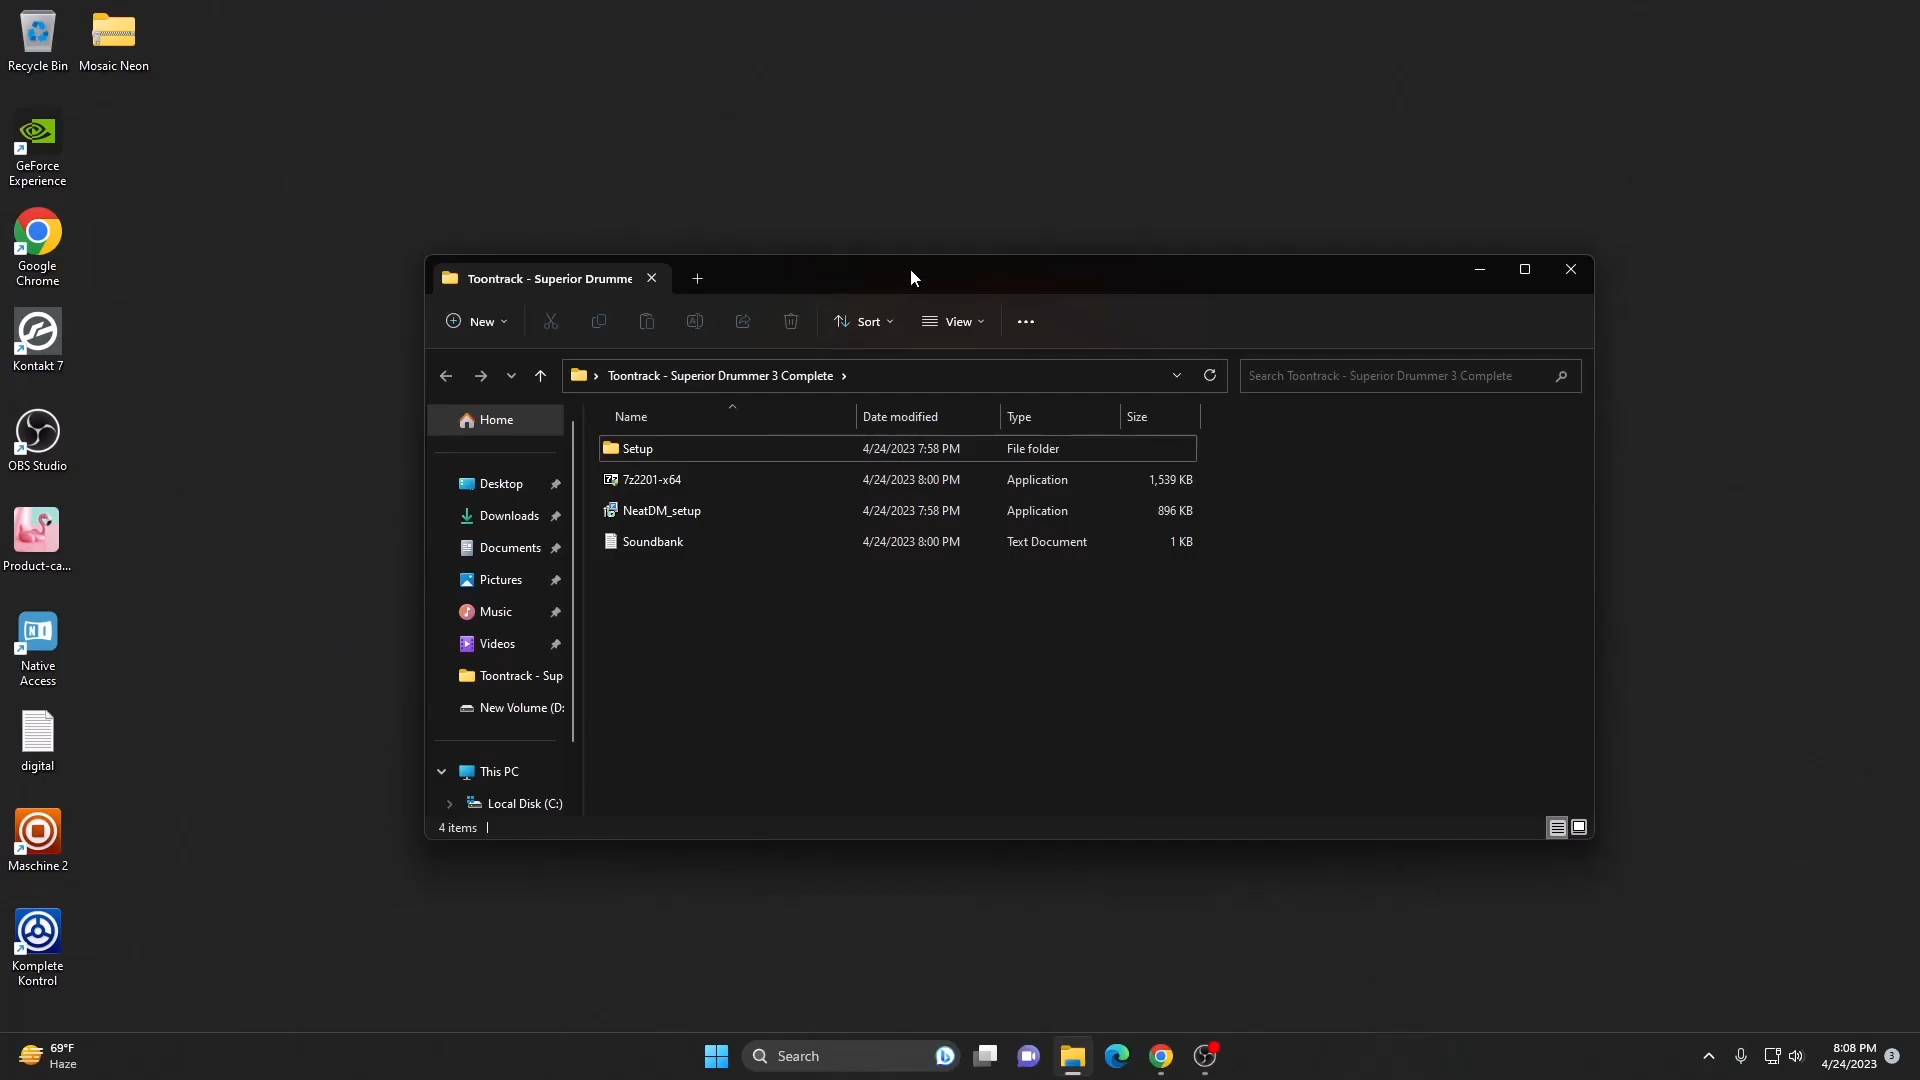 Recycle Bin
Mosaic Neon
GeForce
Experience
Google
Chrome
Kontakt 7
OBS Studio
Product-ca...
Native
Access
digital
Maschine 2
Komplete
Kontrol
Toontrack - Superior Drumme
New
Sort
View
Toontrack - Superior Drummer 3 Complete
Search Toontrack - Superior Drummer 3 Complete
Home
Desktop
Downloads
Documents
Pictures
Music
Videos
Toontrack - Sup
New Volume (D:
This PC
Local Disk (C:)
Name Date modified Type Size
Setup 4/24/2023 7:58 PM File folder
7z2201-x64 4/24/2023 8:00 PM Application 1,539 KB
NeatDM_setup 4/24/2023 7:58 PM Application 896 KB
Soundbank 4/24/2023 8:00 PM Text Document 1 KB
4 items
69°F
Haze
Search
8:08 PM
4/24/2023
3